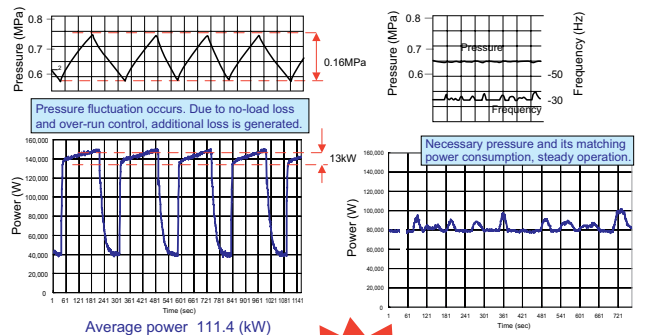 Pressure (MPa)
0.8
0.7
0.6
0.16MPa
Pressure fluctuation occurs. Due to no-load loss
and over-run control, additional loss is generated.
Power (W)
160,000
140,000
120,000
100,000
80,000
60,000
40,000
20,000
0
13kW
1 61 121 181 241 301 361 421 481 541 601 661 721 781 841 901 961 1021 1081 1141
Time (sec)
Average power 111.4 (kW)
Pressure (MPa)
0.8
0.7
0.6
Pressure
Frequency
-50
-30
Frequency (Hz)
Necessary pressure and its matching
power consumption, steady operation.
Power (W)
160,000
140,000
120,000
100,000
80,000
60,000
40,000
20,000
0
1 61 121 181 241 301 361 421 481 541 601 661 721
Time (sec)